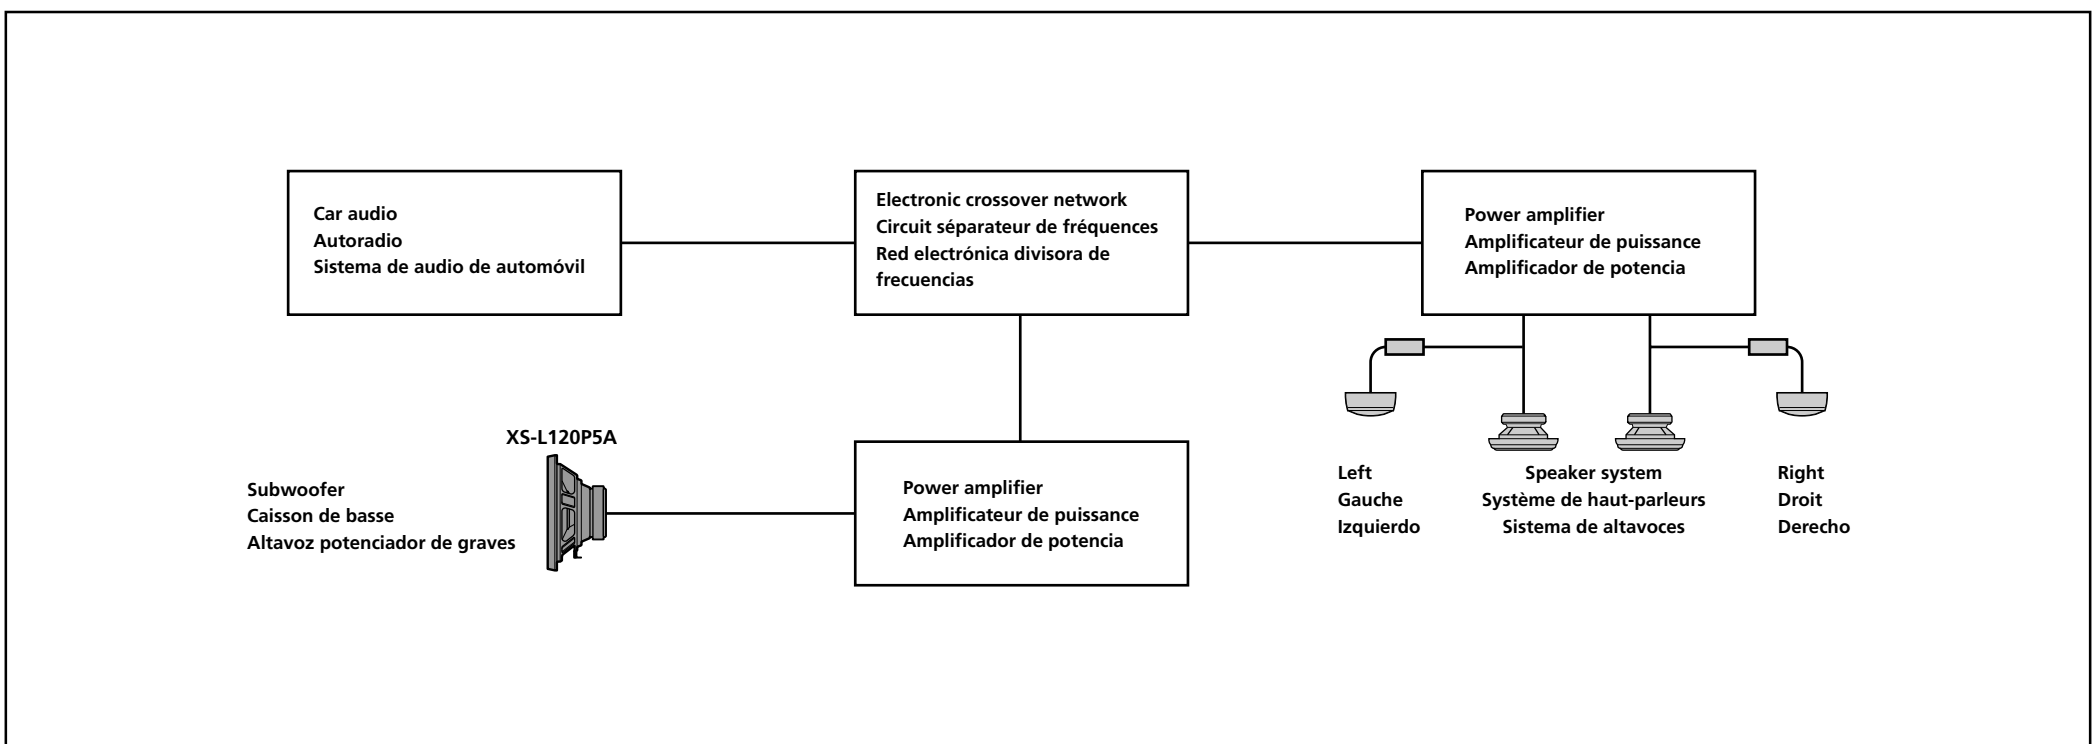 Car audio
Autoradio
Sistema de audio de automóvil
Electronic crossover network
Circuit séparateur de fréquences
Red electrónica divisora de
frecuencias
Power amplifier
Amplificateur de puissance
Amplificador de potencia
XS-L120P5A
Subwoofer
Caisson de basse
Altavoz potenciador de graves
Power amplifier
Amplificateur de puissance
Amplificador de potencia
Left
Gauche
Izquierdo
Speaker system
Système de haut-parleurs
Sistema de altavoces
Right
Droit
Derecho